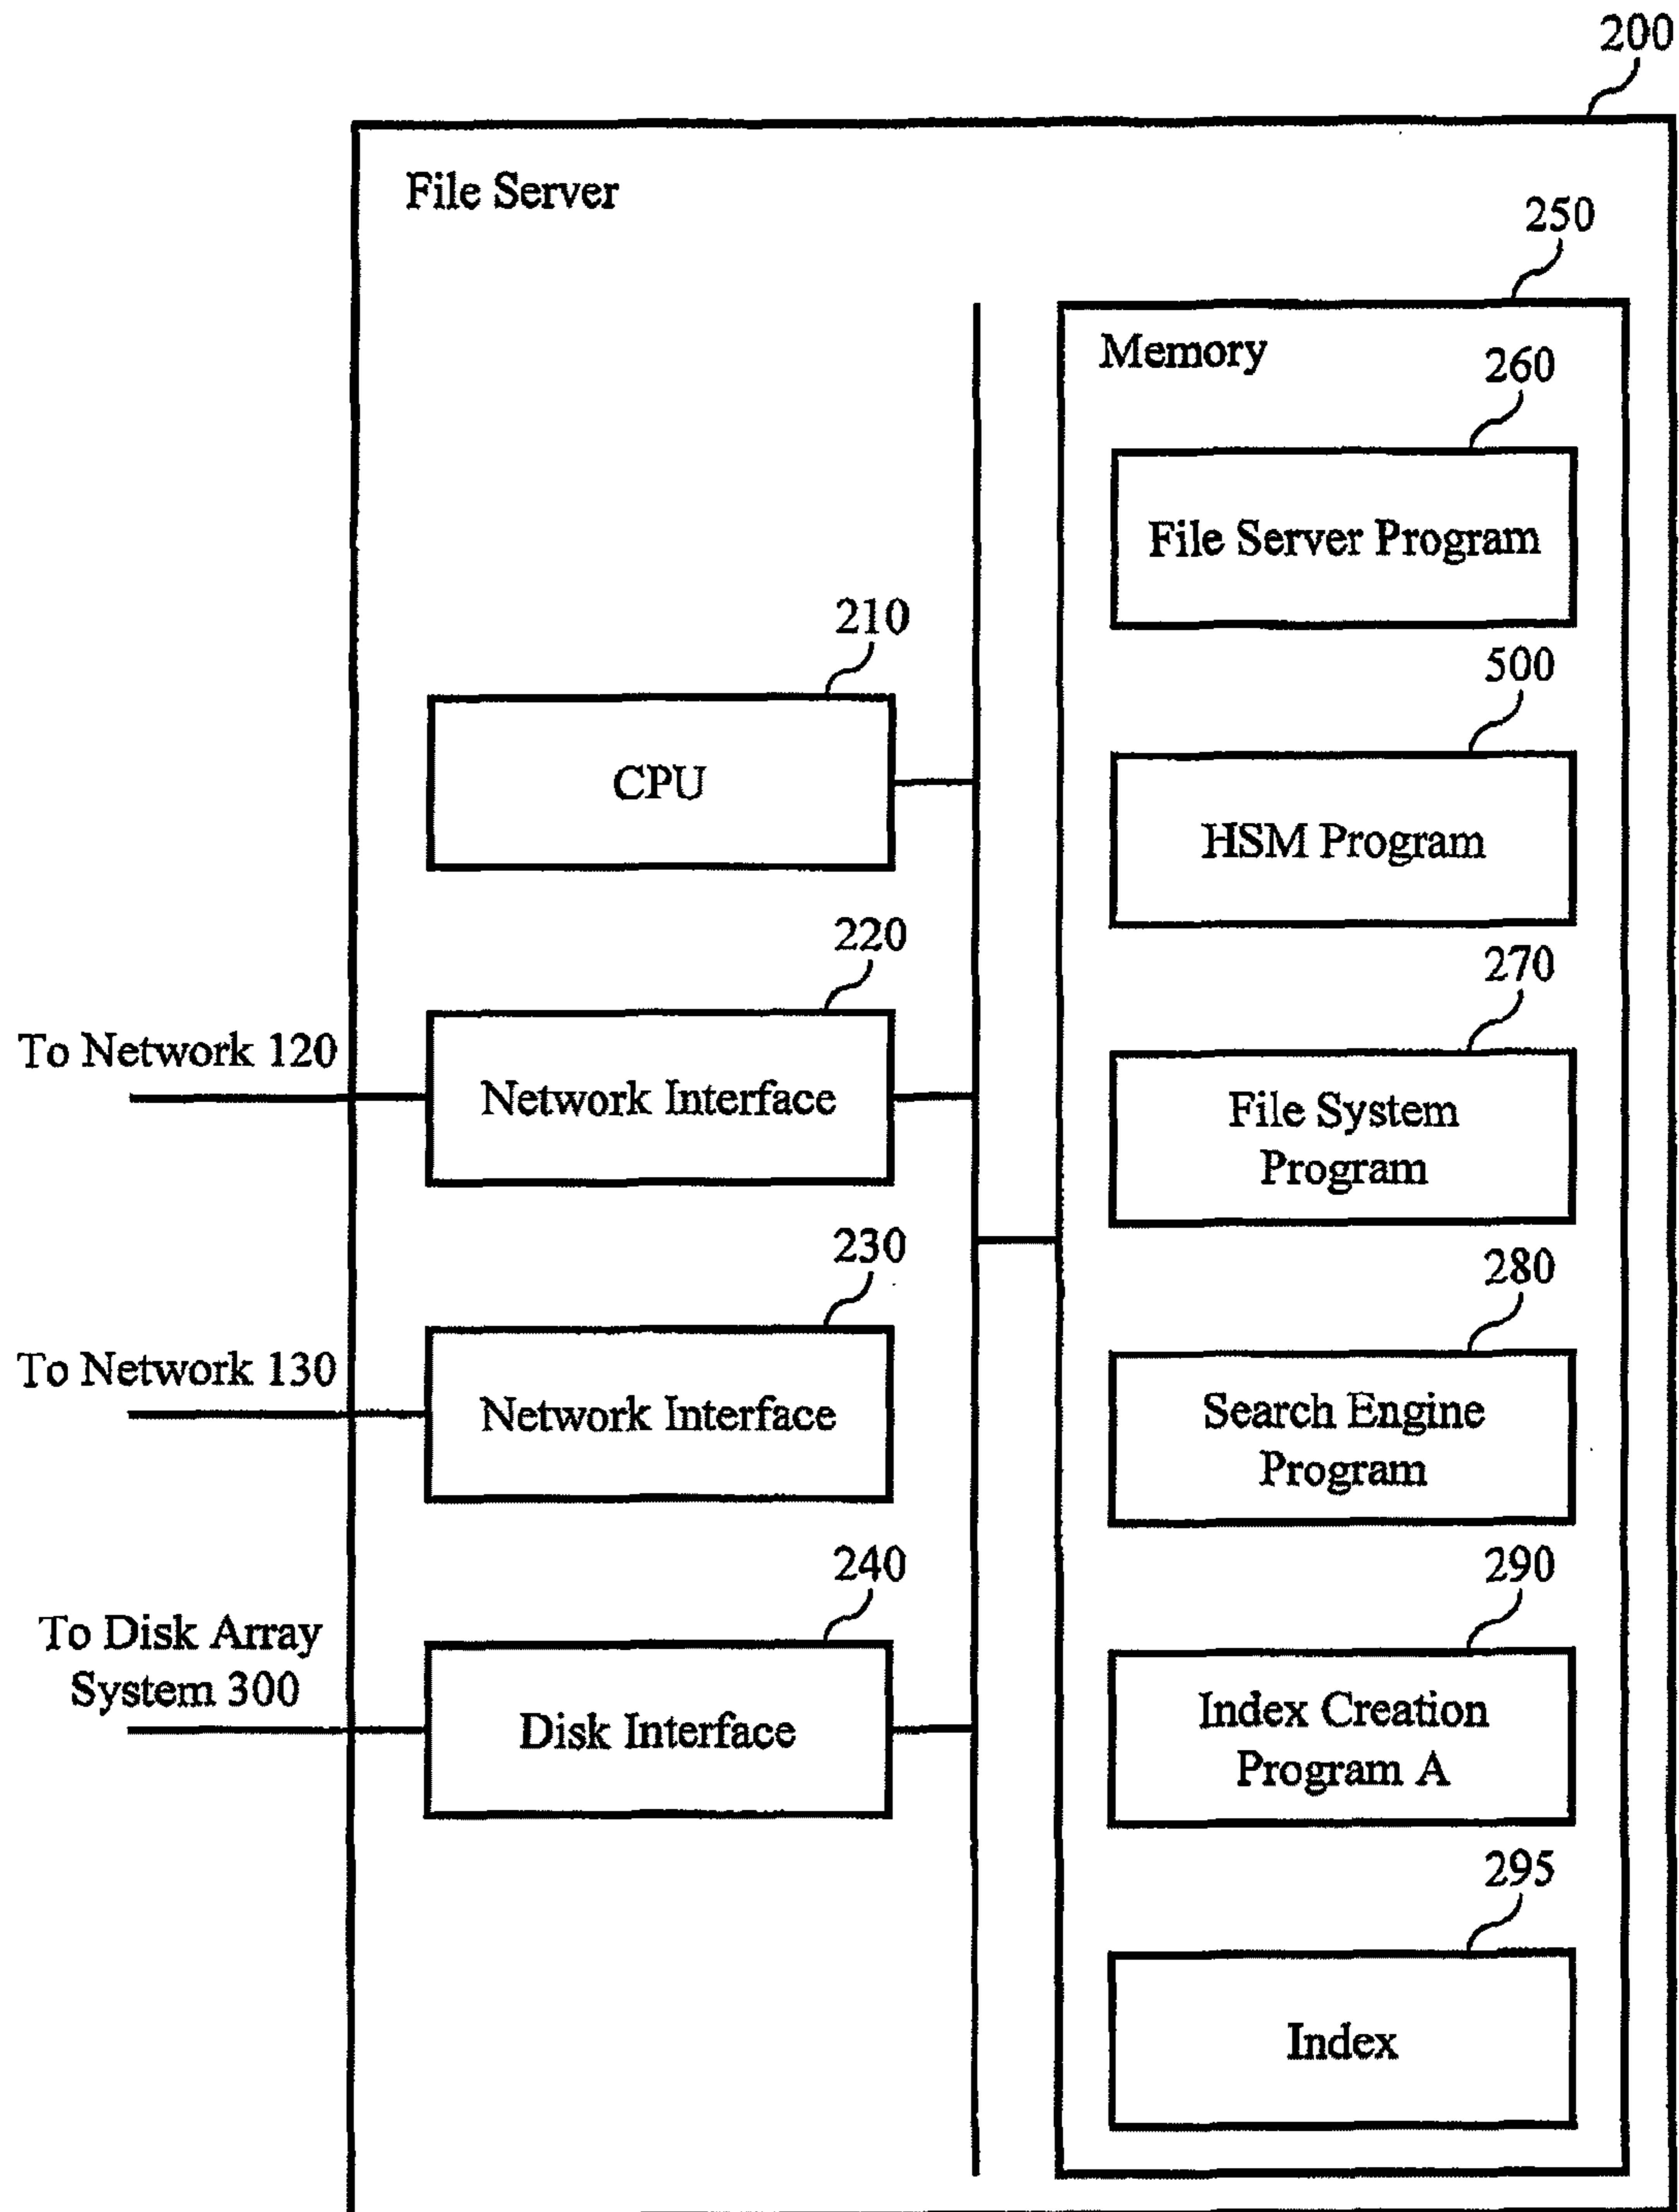 200
File Server
250
Memory
260
File Server Program
210
CPU
500
HSM Program
220
To Network 120
Network Interface
270
File System
Program
230
To Network 130
Network Interface
280
Search Engine
Program
240
To Disk Array
System 300
Disk Interface
290
Index Creation
Program A
295
Index